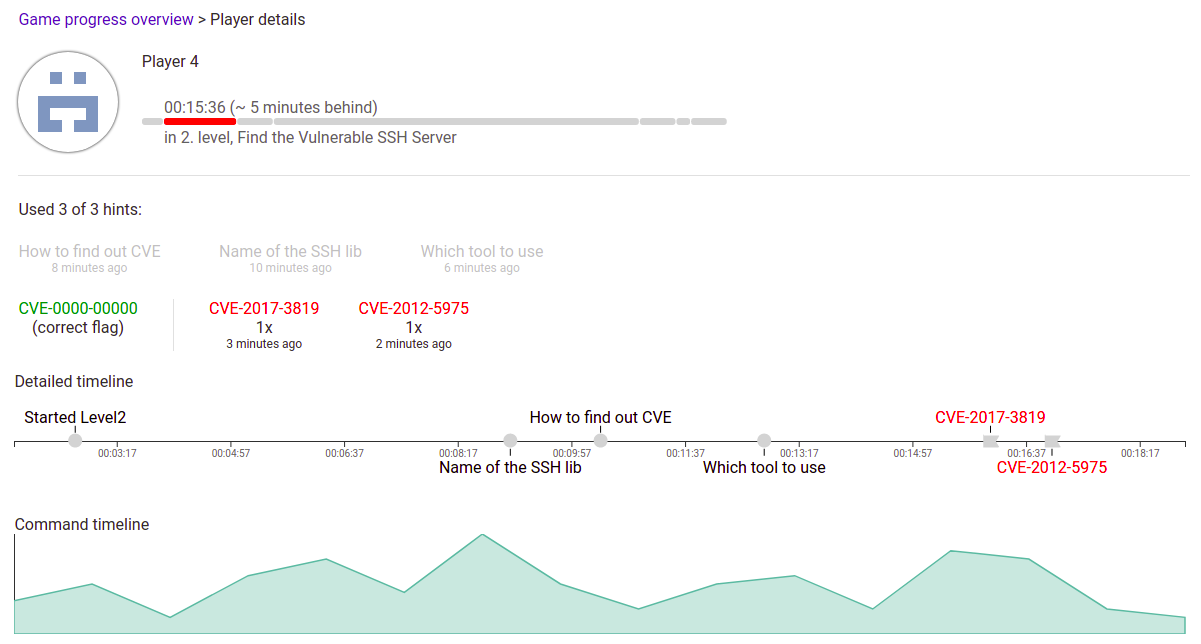 Game progress overview > Player details
Player 4
00:15:36 (~ 5 minutes behind)
in 2. level, Find the Vulnerable SSH Server
Used 3 of 3 hints:
How to find out CVE Name of the SSH lib Which tool to use
8 minutes ago 10 minutes ago 6 minutes ago
CVE-0000-00000 CVE-2017-3819 CVE-2012-5975
(correct flag) 1x 1x
3 minutes ago 2 minutes ago
Detailed timeline
Started Level2 How to find out CVE CVE-2017-3819
00:03:17 00:04:57 00:06:37 00:08:17 00:09:57 00:11:37 00:13:17 00:14:57 00:16:37 00:18:17
Name of the SSH lib Which tool to use CVE-2012-5975
Command timeline